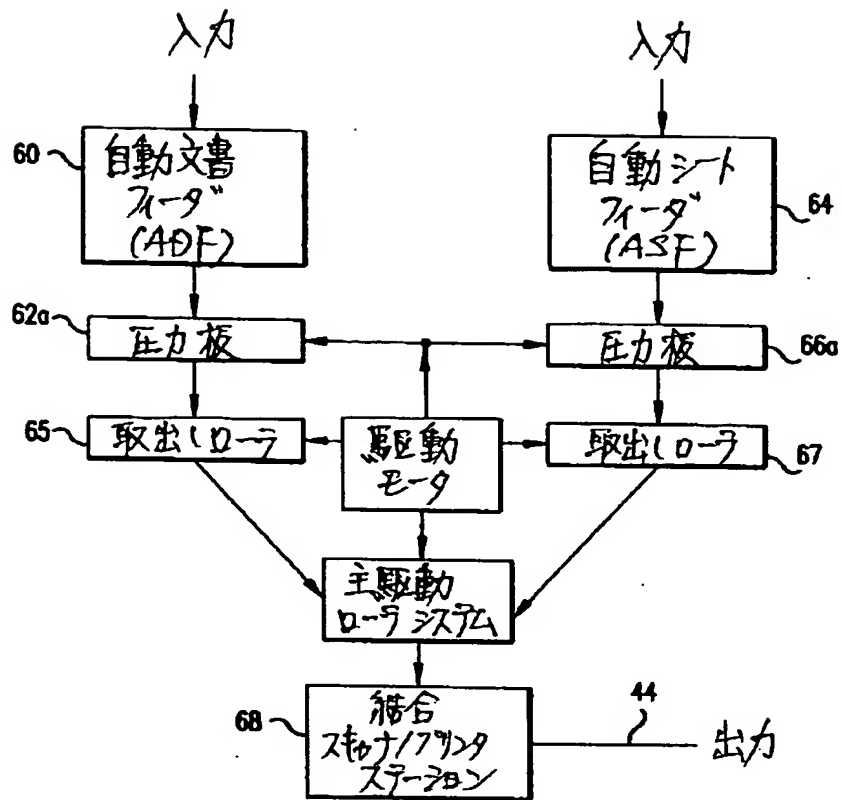 入力
入力
60
自動文書
フィーダ
(ADF)
自動シート
フィーダ
(ASF)
64
62a
圧力板
圧力板
66a
65
取出しローラ
駆動
モータ
取出しローラ
67
主駆動
ローラシステム
68
結合
スキャナ/プリンタ
ステーション
44
出力